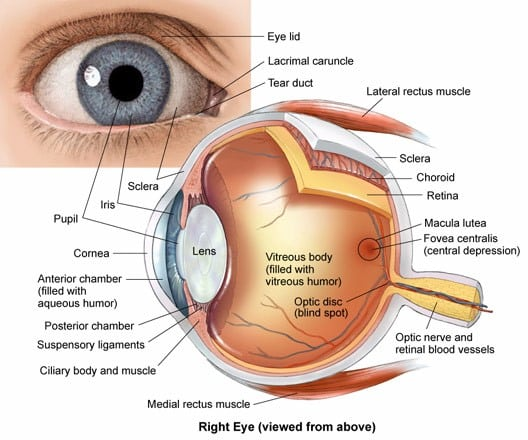 Eye lid
Lacrimal caruncle
Tear duct
Lateral rectus muscle
Sclera
Choroid
Retina
Sclera
Iris
Pupil
Macula lutea
Fovea centralis
(central depression)
Cornea
Lens
Vitreous body
(filled with
vitreous humor)
Anterior chamber
(filled with
aqueous humor)
Optic disc
(blind spot)
Posterior chamber
Suspensory ligaments
Optic nerve and
retinal blood vessels
Ciliary body and muscle
Medial rectus muscle
Right Eye (viewed from above)